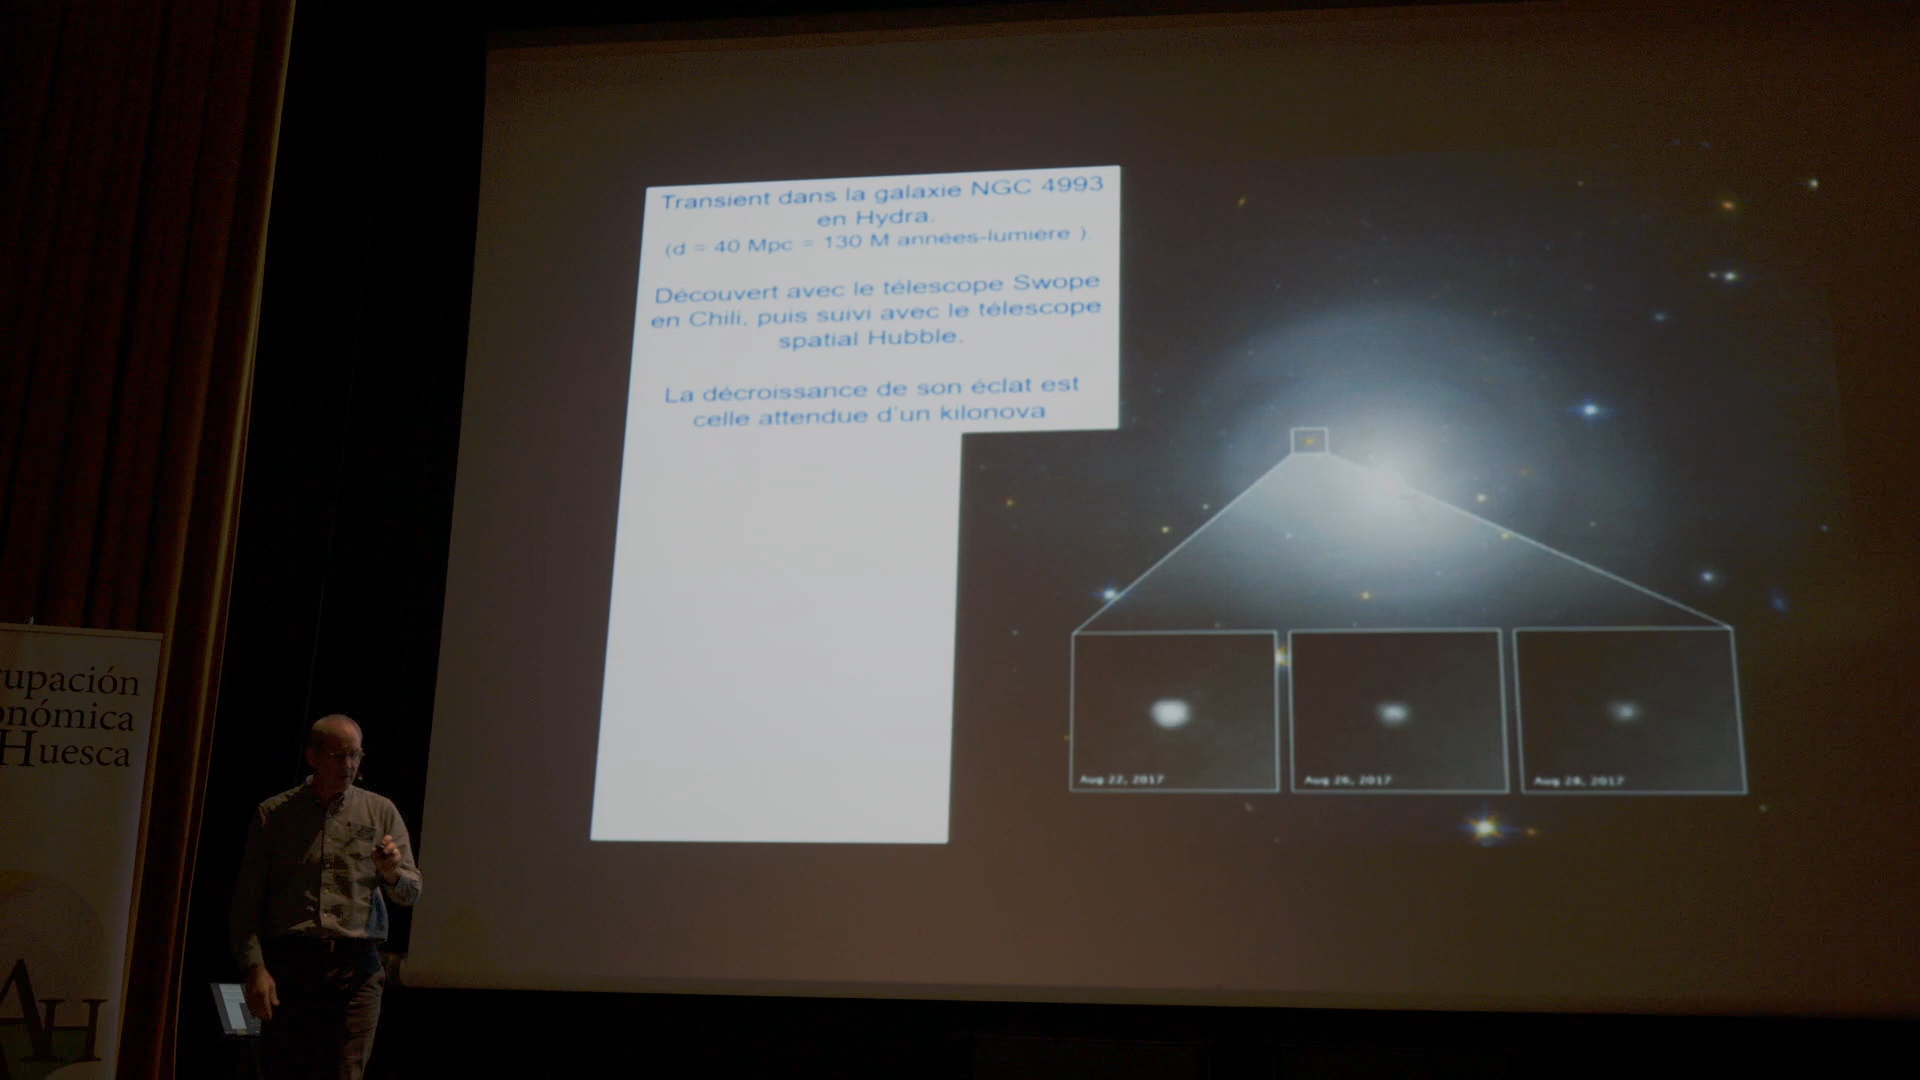 Transient dans la galaxie NGC 4993
en Hydra.
(d = 40 Mpc = 130 M années-lumière ).
Découvert avec le télescope Swope
en Chili, puis suivi avec le télescope
spatial Hubble.
La décroissance de son éclat est
celle attendue d'un kilonova
Aug 22, 2017
Aug 26, 2017
Aug 28, 2017
rupación
onómica
Huesca
AH